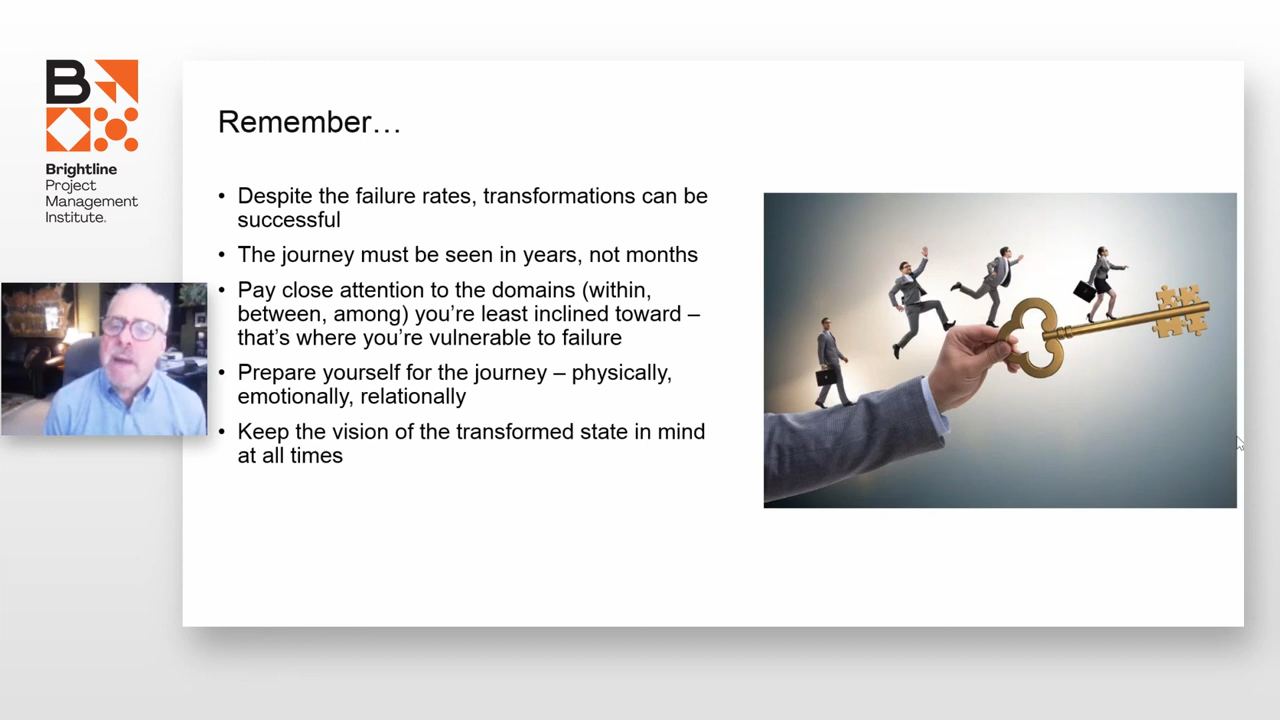 B
Brightline
Project
Management
Institute.
Remember…
• Despite the failure rates, transformations can be
successful
• The journey must be seen in years, not months
• Pay close attention to the domains (within,
between, among) you’re least inclined toward –
that’s where you’re vulnerable to failure
• Prepare yourself for the journey – physically,
emotionally, relationally
• Keep the vision of the transformed state in mind
at all times